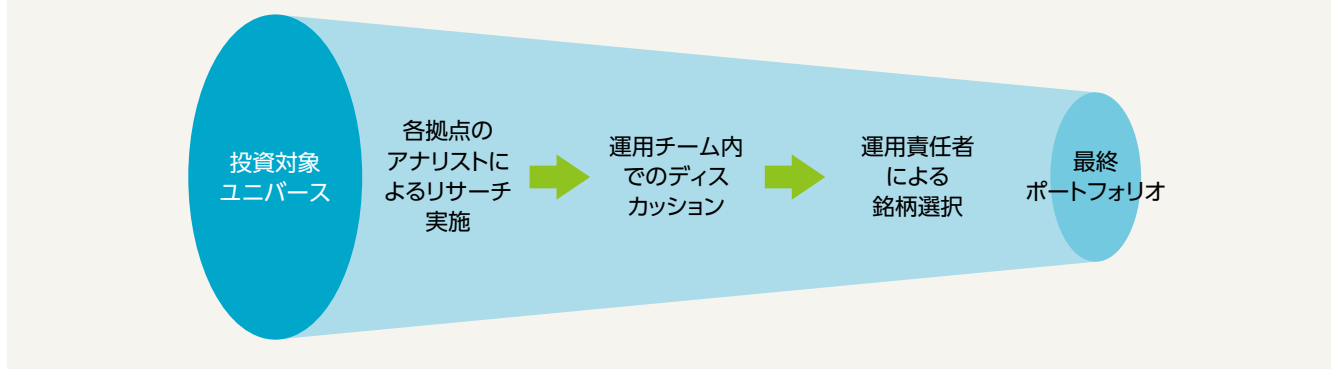 投資対象
ユニバース
各拠点の
アナリストに
よるリサーチ
実施
運用チーム内
でのディス
カッション
運用責任者
による
銘柄選択
最終
ポートフォリオ